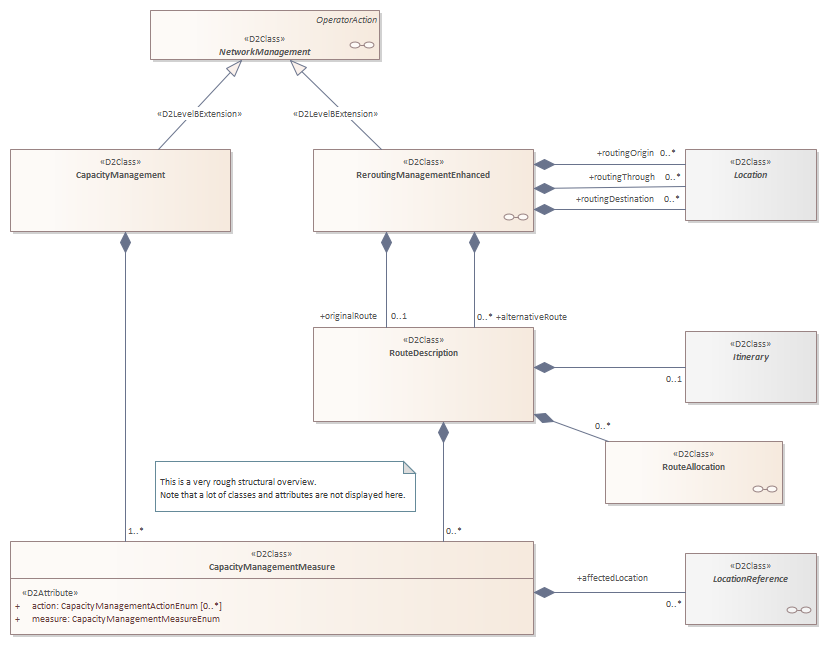 OperatorAction
«D2Class»
NetworkManagement
«D2LevelBExtension»
«D2LevelBExtension»
«D2Class»
CapacityManagement
«D2Class»
ReroutingManagementEnhanced
+routingOrigin 0..*
+routingThrough 0..*
+routingDestination 0..*
«D2Class»
Location
+originalRoute 0..1
0..* +alternativeRoute
«D2Class»
RouteDescription
«D2Class»
Itinerary
0..1
0..*
«D2Class»
RouteAllocation
This is a very rough structural overview.
Note that a lot of classes and attributes are not displayed here.
1..*
0..*
«D2Class»
CapacityManagementMeasure
«D2Attribute»
+ action: CapacityManagementActionEnum [0..*]
+ measure: CapacityManagementMeasureEnum
+affectedLocation
0..*
«D2Class»
LocationReference